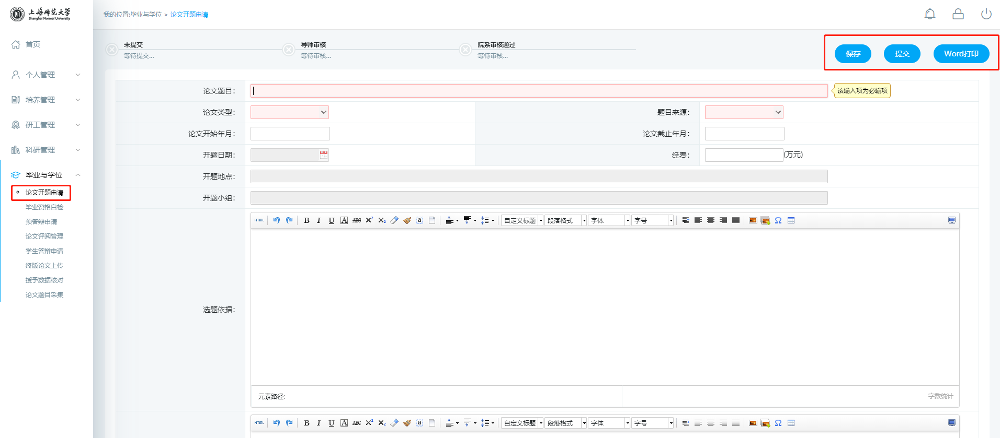 上海师范大学
Shanghai Normal University
我的位置:毕业与学位 > 论文开题申请
首页
个人管理
培养管理
研工管理
科研管理
毕业与学位
论文开题申请
毕业资格自检
预答辩申请
论文评阅管理
学生答辩申请
终版论文上传
授予数据核对
论文题目采集
未提交
等待提交...
导师审核
等待审核...
院系审核通过
等待审核...
保存 提交 Word打印
论文题目:
该输入项为必输项
论文类型: 题目来源:
论文开始年月: 论文截止年月:
开题日期: 经费: (万元)
开题地点:
开题小组:
HTML B I U A ABC X² X₂ a 自定义标题 段落格式 字体 字号 Ω
选题依据:
元素路径: 字数统计
HTML B I U A ABC X² X₂ a 自定义标题 段落格式 字体 字号 Ω